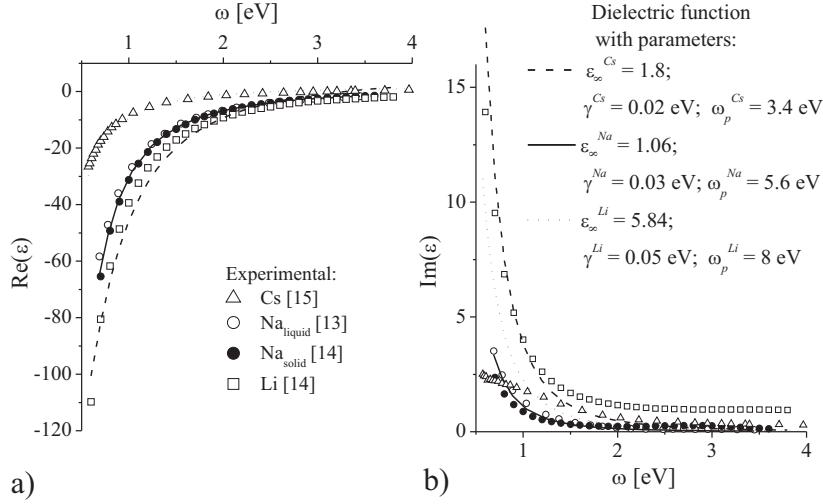 ω [eV]
1 2 3 4
0
-20
-40
-60
-80
-100
-120
Re(ε)
Experimental:
Cs [15]
Na_liquid [13]
Na_solid [14]
Li [14]
a)
Dielectric function
with parameters:
ε_∞^Cs = 1.8;
γ^Cs = 0.02 eV; ω_p^Cs = 3.4 eV
ε_∞^Na = 1.06;
γ^Na = 0.03 eV; ω_p^Na = 5.6 eV
ε_∞^Li = 5.84;
γ^Li = 0.05 eV; ω_p^Li = 8 eV
15
10
5
0
Im(ε)
1 2 3 4
ω [eV]
b)